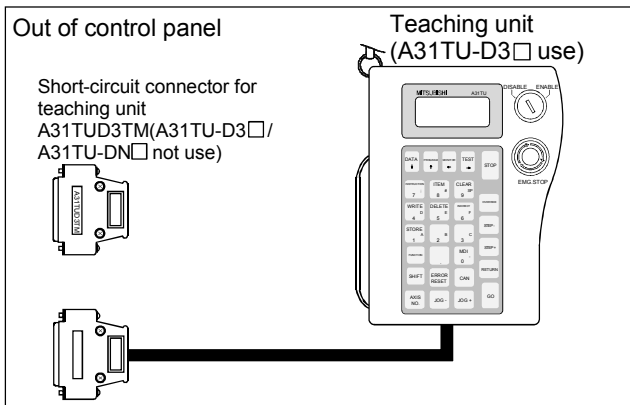 Out of control panel
Teaching unit
(A31TU-D3□ use)
Short-circuit connector for
teaching unit
A31TUD3TM(A31TU-D3□/
A31TU-DN□ not use)
A31TUD3TM
MITSUBISHI A31TU
DISABLE ENABLE
EMG.STOP
DATA TEST STOP
7 ITEM 8 CLEAR 9 SP
WRITE 4 D DELETE 5 E 6 F
STORE 1 A 2 B 3 C STEP-
. MDI 0 - STEP+
SHIFT ERROR RESET CAN RETURN
AXIS NO. JOG - JOG + GO